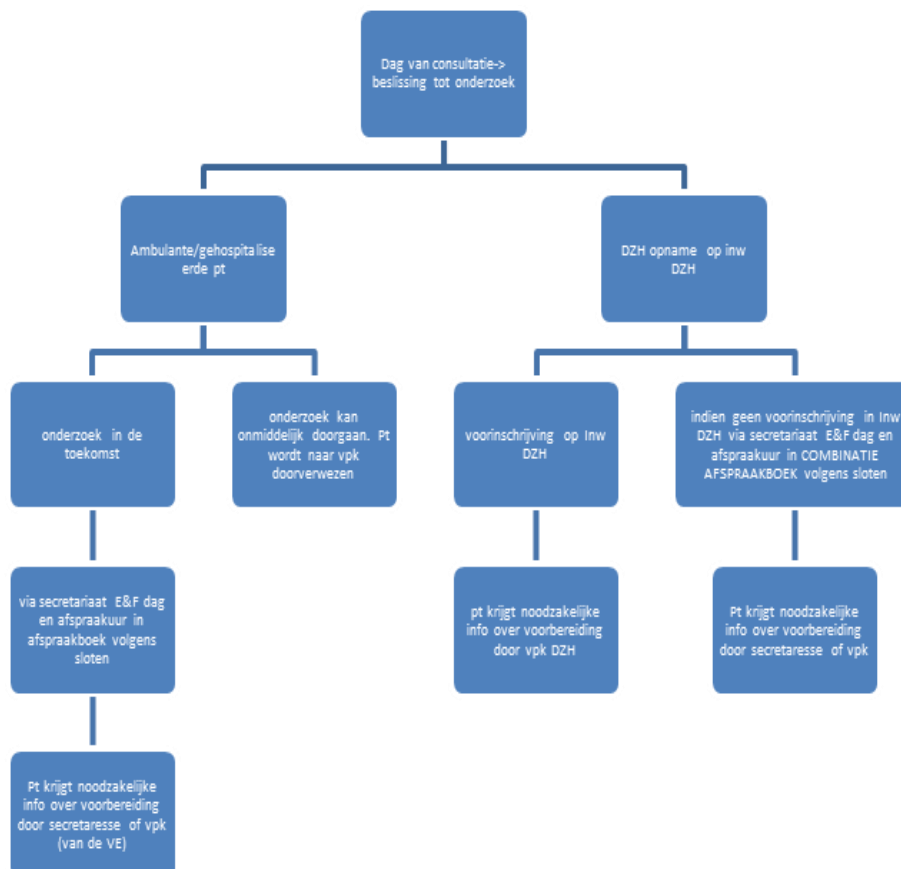 Dag van consultatie->
beslissing tot onderzoek
Ambulante/gehospitalise
erde pt
DZH opname op inw
DZH
onderzoek in de
toekomst
onderzoek kan
onmiddelijk doorgaan. Pt
wordt naar vpk
doorverwezen
voorinschrijving op Inw
DZH
indien geen voorinschrijving in Inw
DZH via secretariaat E&F dag en
afspraakuur in COMBINATIE
AFSPRAAKBOEK volgens sloten
via secretariaat E&F dag
en afspraakuur in
afspraakboek volgens
sloten
pt krijgt noodzakelijke
info over voorbereiding
door vpk DZH
Pt krijgt noodzakelijke
info over voorbereiding
door secretaresse of vpk
Pt krijgt noodzakelijke
info over voorbereiding
door secretaresse of vpk
(van de VE)